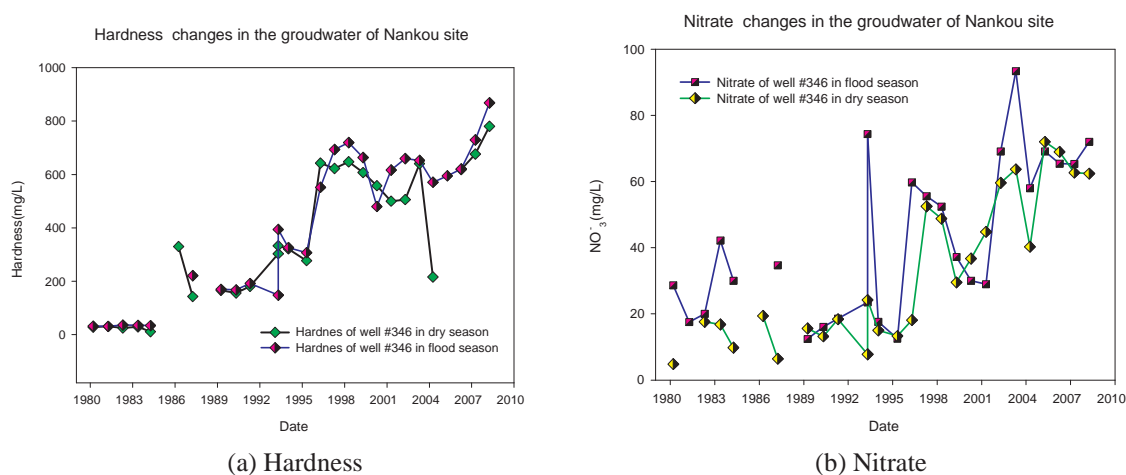 Hardness changes in the groudwater of Nankou site
Hardness(mg/L)
1000
800
600
400
200
0
Hardnes of well #346 in dry season
Hardnes of well #346 in flood season
1980 1983 1986 1989 1992 1995 1998 2001 2004 2007 2010
Date
(a) Hardness
Nitrate changes in the groundwater of Nankou site
NO⁻₃(mg/L)
100
80
60
40
20
0
Nitrate of well #346 in flood season
Nitrate of well #346 in dry season
1980 1983 1986 1989 1992 1995 1998 2001 2004 2007 2010
Date
(b) Nitrate